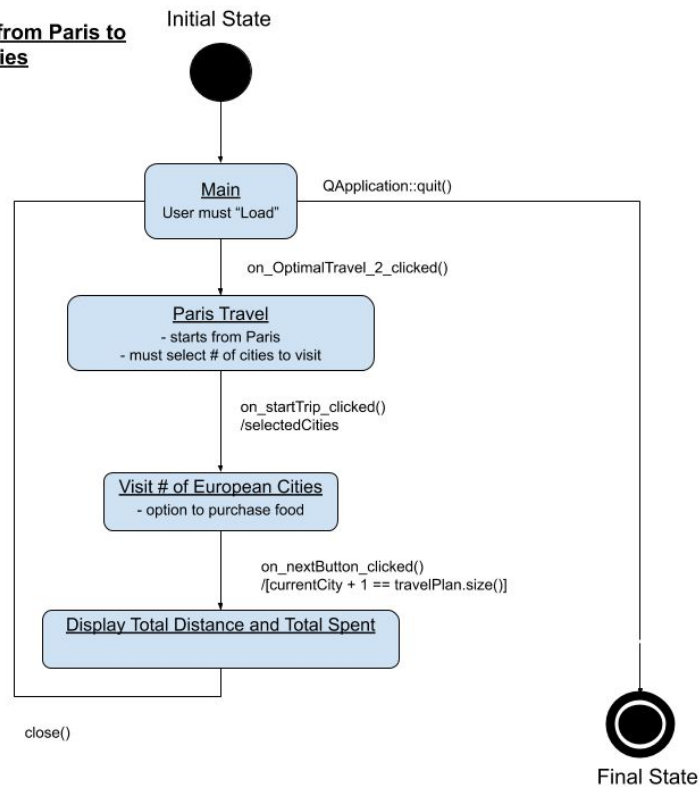 from Paris to
Initial State
Main
User must “Load”
QApplication::quit()
on_OptimalTravel_2_clicked()
Paris Travel
- starts from Paris
- must select # of cities to visit
on_startTrip_clicked()
/selectedCities
Visit # of European Cities
- option to purchase food
on_nextButton_clicked()
/[currentCity + 1 == travelPlan.size()]
Display Total Distance and Total Spent
close()
Final State